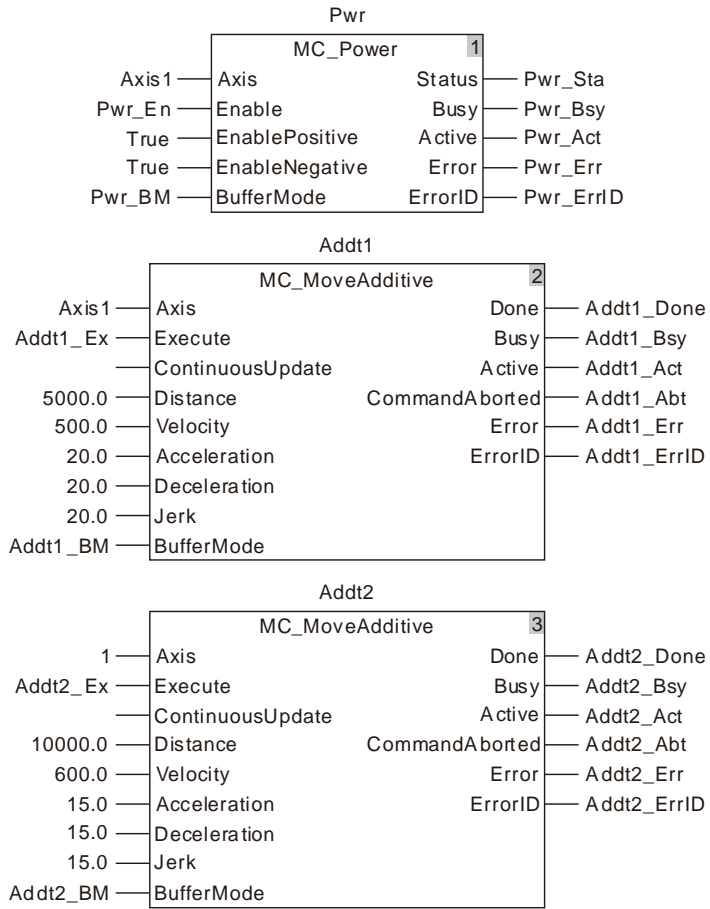 Pwr
MC_Power 1
Axis1 Axis Status Pwr_Sta
Pwr_En Enable Busy Pwr_Bsy
True EnablePositive Active Pwr_Act
True EnableNegative Error Pwr_Err
Pwr_BM BufferMode ErrorID Pwr_ErrID
Addt1
MC_MoveAdditive 2
Axis1 Axis Done Addt1_Done
Addt1_Ex Execute Busy Addt1_Bsy
ContinuousUpdate Active Addt1_Act
5000.0 Distance CommandAborted Addt1_Abt
500.0 Velocity Error Addt1_Err
20.0 Acceleration ErrorID Addt1_ErrID
20.0 Deceleration
20.0 Jerk
Addt1_BM BufferMode
Addt2
MC_MoveAdditive 3
1 Axis Done Addt2_Done
Addt2_Ex Execute Busy Addt2_Bsy
ContinuousUpdate Active Addt2_Act
10000.0 Distance CommandAborted Addt2_Abt
600.0 Velocity Error Addt2_Err
15.0 Acceleration ErrorID Addt2_ErrID
15.0 Deceleration
15.0 Jerk
Addt2_BM BufferMode